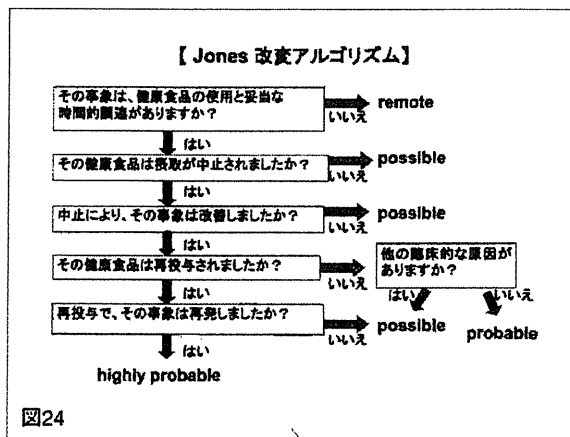 【 Jones 改変アルゴリズム】
その事象は、健康食品の使用と妥当な
時間的関連がありますか？
いいえ
remote
はい
その健康食品は摂取が中止されましたか？
いいえ
possible
はい
中止により、その事象は改善しましたか？
いいえ
possible
はい
その健康食品は再投与されましたか？
いいえ
他の臨床的な原因が
ありますか？
はい
いいえ
possible
probable
はい
再投与で、その事象は再発しましたか？
いいえ
はい
highly probable
図24